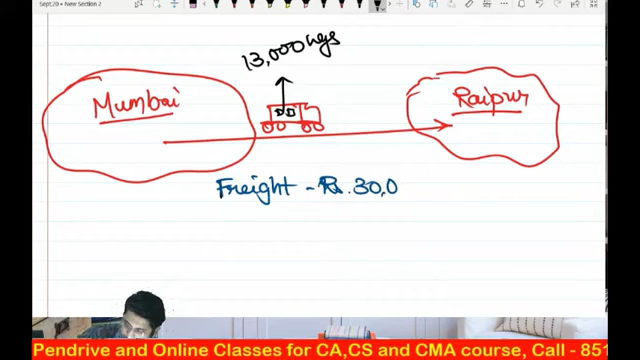 Sept,20 » New Section 2
13,000 kgs
Mumbai
Raipur
Freight - Rs. 30,0
Pendrive and Online Classes for CA,CS and CMA course, Call - 851